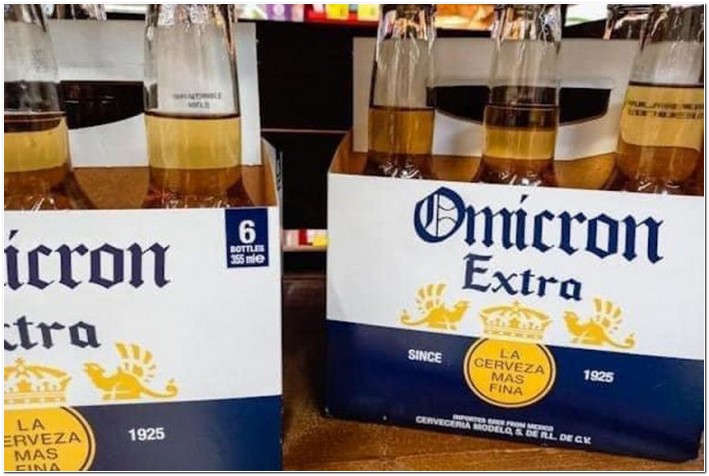 icron
xtra
6
BOTTLES
355 ml℮
LA
CERVEZA
MAS
FINA
1925
Omicron
Extra
SINCE
LA
CERVEZA
MAS
FINA
1925
IMPORTED BEER FROM MEXICO
CERVECERIA MODELO, S. DE R.L. DE C.V.